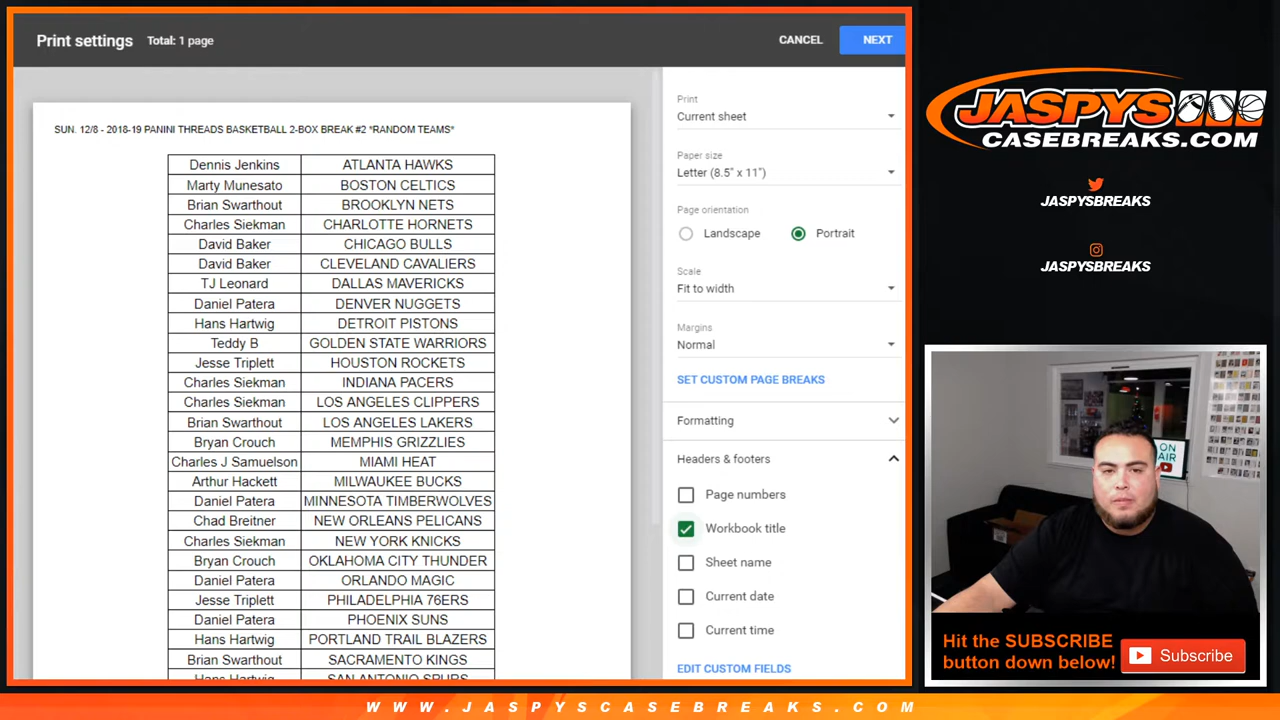 Print settings Total: 1 page CANCEL NEXT
SUN. 12/8 - 2018-19 PANINI THREADS BASKETBALL 2-BOX BREAK #2 *RANDOM TEAMS*
Dennis Jenkins ATLANTA HAWKS
Marty Munesato BOSTON CELTICS
Brian Swarthout BROOKLYN NETS
Charles Siekman CHARLOTTE HORNETS
David Baker CHICAGO BULLS
David Baker CLEVELAND CAVALIERS
TJ Leonard DALLAS MAVERICKS
Daniel Patera DENVER NUGGETS
Hans Hartwig DETROIT PISTONS
Teddy B GOLDEN STATE WARRIORS
Jesse Triplett HOUSTON ROCKETS
Charles Siekman INDIANA PACERS
Charles Siekman LOS ANGELES CLIPPERS
Brian Swarthout LOS ANGELES LAKERS
Bryan Crouch MEMPHIS GRIZZLIES
Charles J Samuelson MIAMI HEAT
Arthur Hackett MILWAUKEE BUCKS
Daniel Patera MINNESOTA TIMBERWOLVES
Chad Breitner NEW ORLEANS PELICANS
Charles Siekman NEW YORK KNICKS
Bryan Crouch OKLAHOMA CITY THUNDER
Daniel Patera ORLANDO MAGIC
Jesse Triplett PHILADELPHIA 76ERS
Daniel Patera PHOENIX SUNS
Hans Hartwig PORTLAND TRAIL BLAZERS
Brian Swarthout SACRAMENTO KINGS
Hans Hartwig SAN ANTONIO SPURS
Print
Current sheet
Paper size
Letter (8.5" x 11")
Page orientation
Landscape Portrait
Scale
Fit to width
Margins
Normal
SET CUSTOM PAGE BREAKS
Formatting
Headers & footers
Page numbers
Workbook title
Sheet name
Current date
Current time
EDIT CUSTOM FIELDS
JASPYS
CASEBREAKS.COM
JASPYSBREAKS
JASPYSBREAKS
ON
AIR
Hit the SUBSCRIBE
button down below!
Subscribe
WWW.JASPYSCASEBREAKS.COM